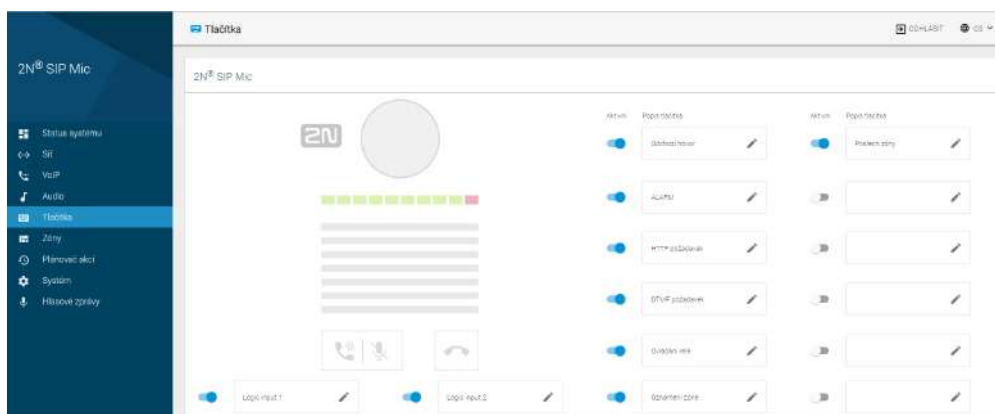 Tlačítka
ODHLÁSIT
CS
2N® SIP Mic
2N® SIP Mic
Status systému
Síť
VoIP
Audio
Tlačítka
Zóny
Plánovač akcí
Systém
Hlasové zprávy
2N
Aktivní Popis tlačítka
Aktivní Popis tlačítka
Odchozí hovor
Poslech zóny
ALARM
HTTP požadavek
DTMF požadavek
Ovládání relé
Oznámení zóně
Logic input 1
Logic input 2